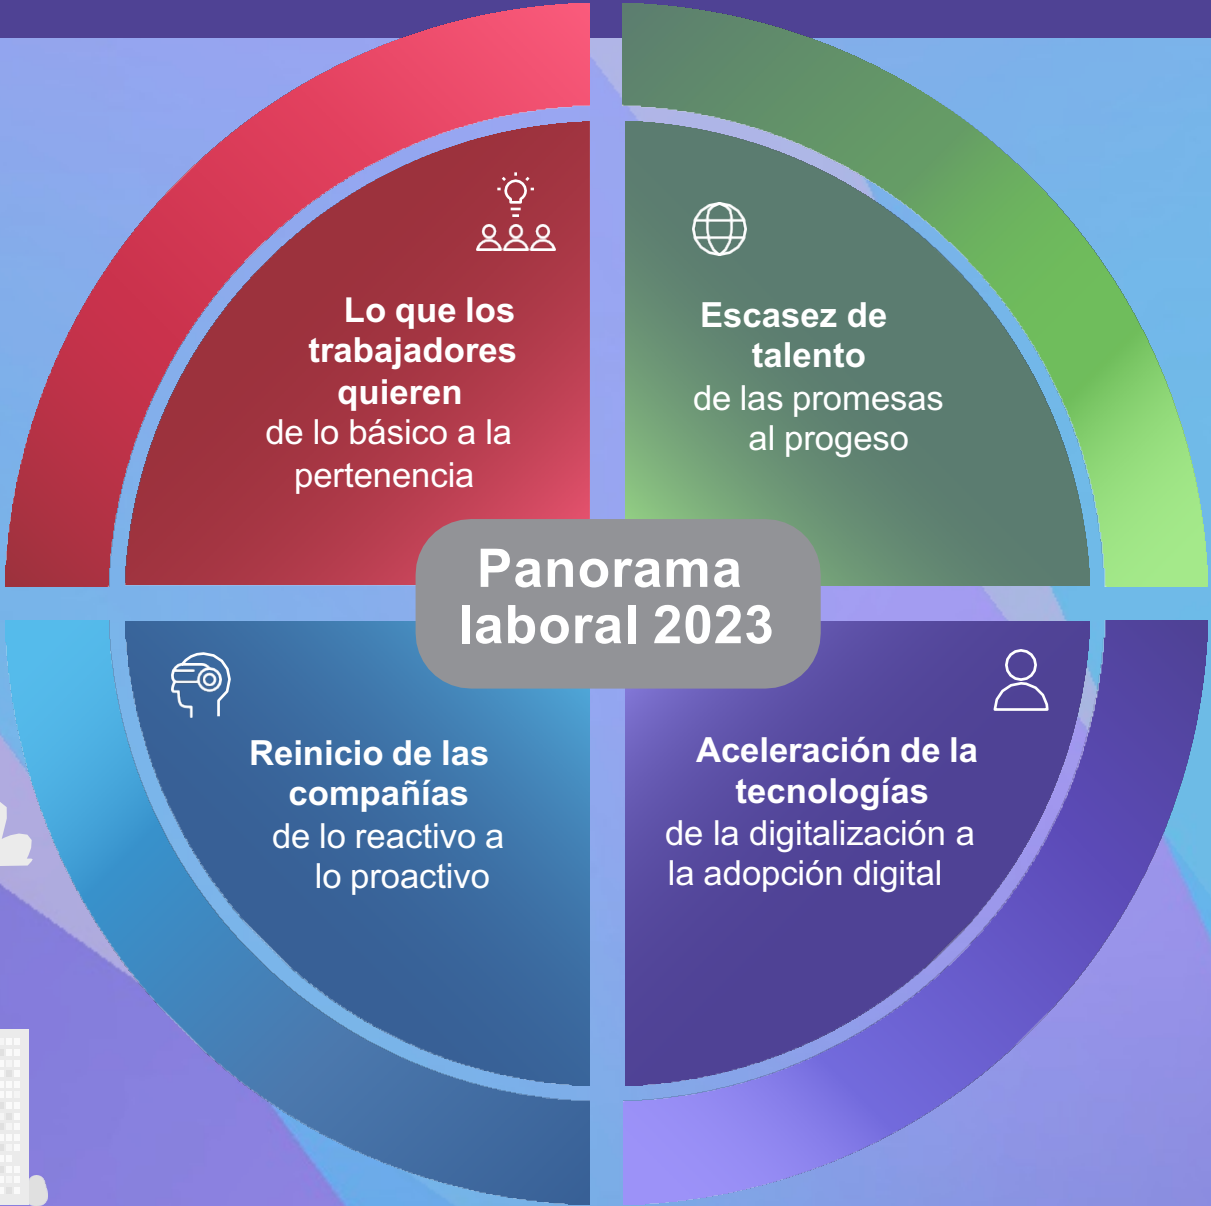 Lo que los
trabajadores
quieren
de lo básico a la
pertenencia
Escasez de
talento
de las promesas
al progeso
Panorama
laboral 2023
Reinicio de las
compañías
de lo reactivo a
lo proactivo
Aceleración de la
tecnologías
de la digitalización a
la adopción digital